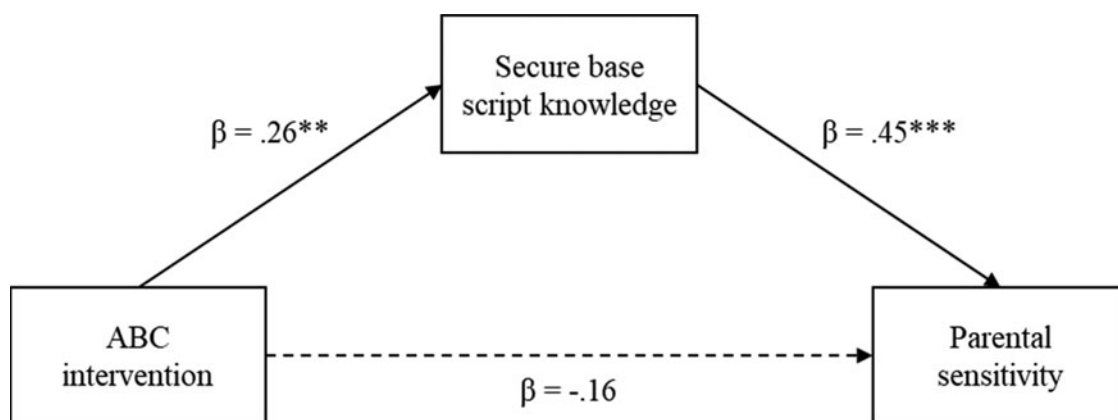 Secure base
script knowledge
β = .26**
β = .45***
ABC
intervention
Parental
sensitivity
β = -.16